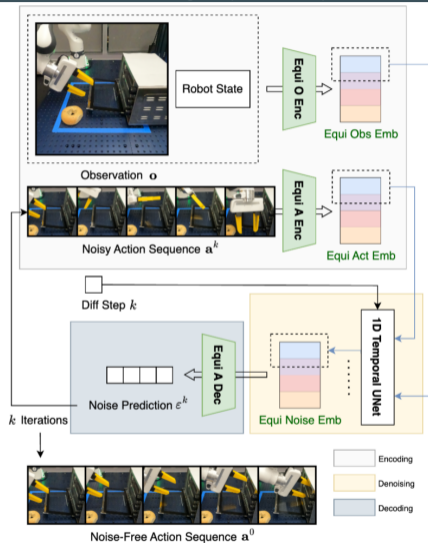 Robot State
Equi O Enc
Equi Obs Emb
Observation o
Equi A Enc
Noisy Action Sequence a^k
Equi Act Emb
Diff Step k
1D Temporal UNet
Equi A Dec
Noise Prediction ε^k
Equi Noise Emb
k Iterations
Encoding
Denoising
Decoding
Noise-Free Action Sequence a^0